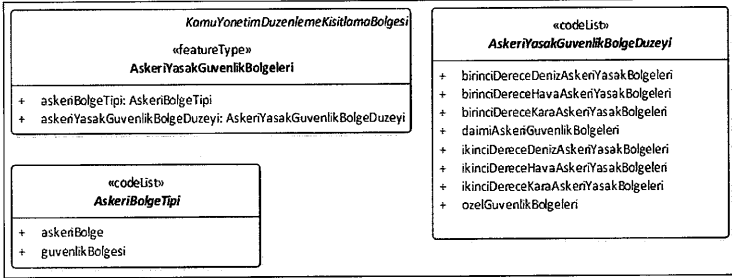 KamuYonetimDuzenlemeKisitlamaBolgesi
«featureType»
AskeriYasakGuvenlikBolgeleri
+ askeriBolgeTipi: AskeriBolgeTipi
+ askeriYasakGuvenlikBolgeDuzeyi: AskeriYasakGuvenlikBolgeDuzeyi
«codeList»
AskeriBolgeTipi
+ askeriBolge
+ guvenlikBolgesi
«codeList»
AskeriYasakGuvenlikBolgeDuzeyi
+ birinciDereceDenizAskeriYasakBolgeleri
+ birinciDereceHavaAskeriYasakBolgeleri
+ birinciDereceKaraAskeriYasakBolgeleri
+ daimiAskeriGuvenlikBolgeleri
+ ikinciDereceDenizAskeriYasakBolgeleri
+ ikinciDereceHavaAskeriYasakBolgeleri
+ ikinciDereceKaraAskeriYasakBolgeleri
+ ozelGuvenlikBolgeleri